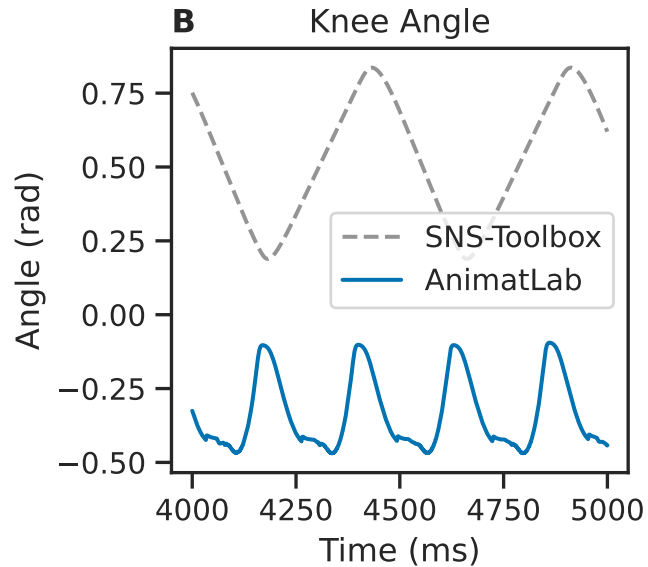 B Knee Angle
Angle (rad)
0.75
0.50
0.25
0.00
−0.25
−0.50
SNS-Toolbox
AnimatLab
4000 4250 4500 4750 5000
Time (ms)